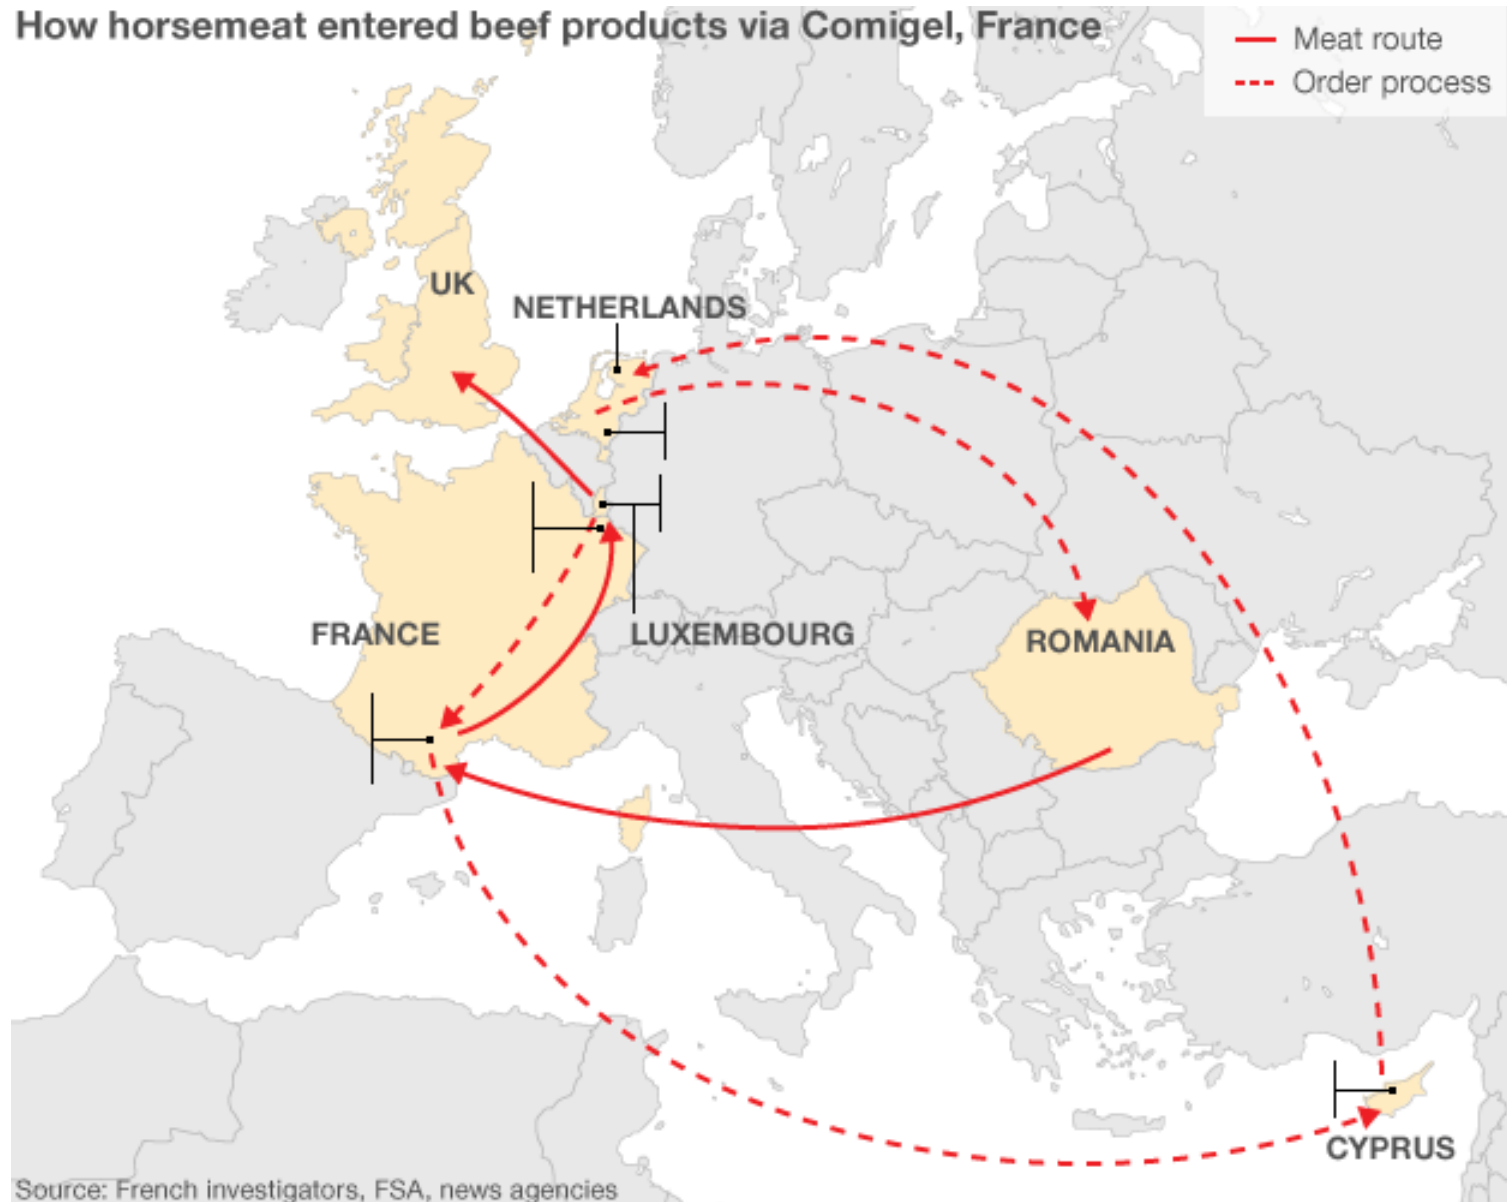 How horsemeat entered beef products via Comigel, France
Meat route
Order process
UK
NETHERLANDS
FRANCE
LUXEMBOURG
ROMANIA
CYPRUS
Source: French investigators, FSA, news agencies